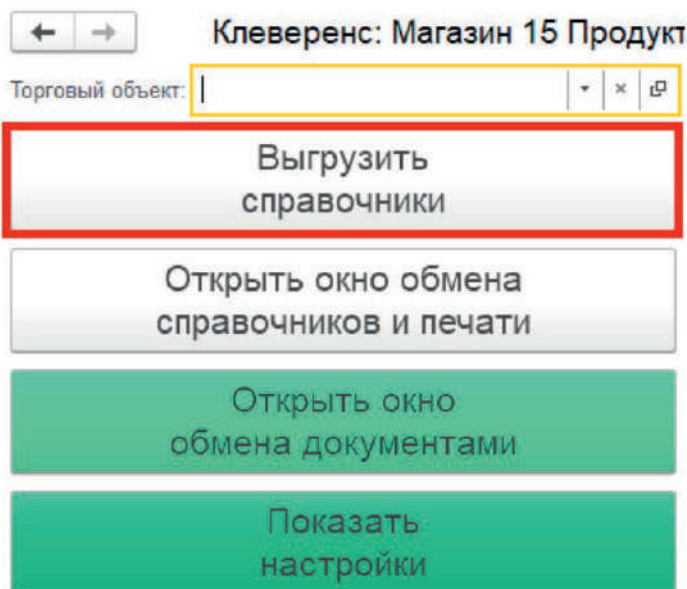 Клеверенс: Магазин 15 Продукт
Торговый объект:
Выгрузить
справочники
Открыть окно обмена
справочников и печати
Открыть окно
обмена документами
Показать
настройки